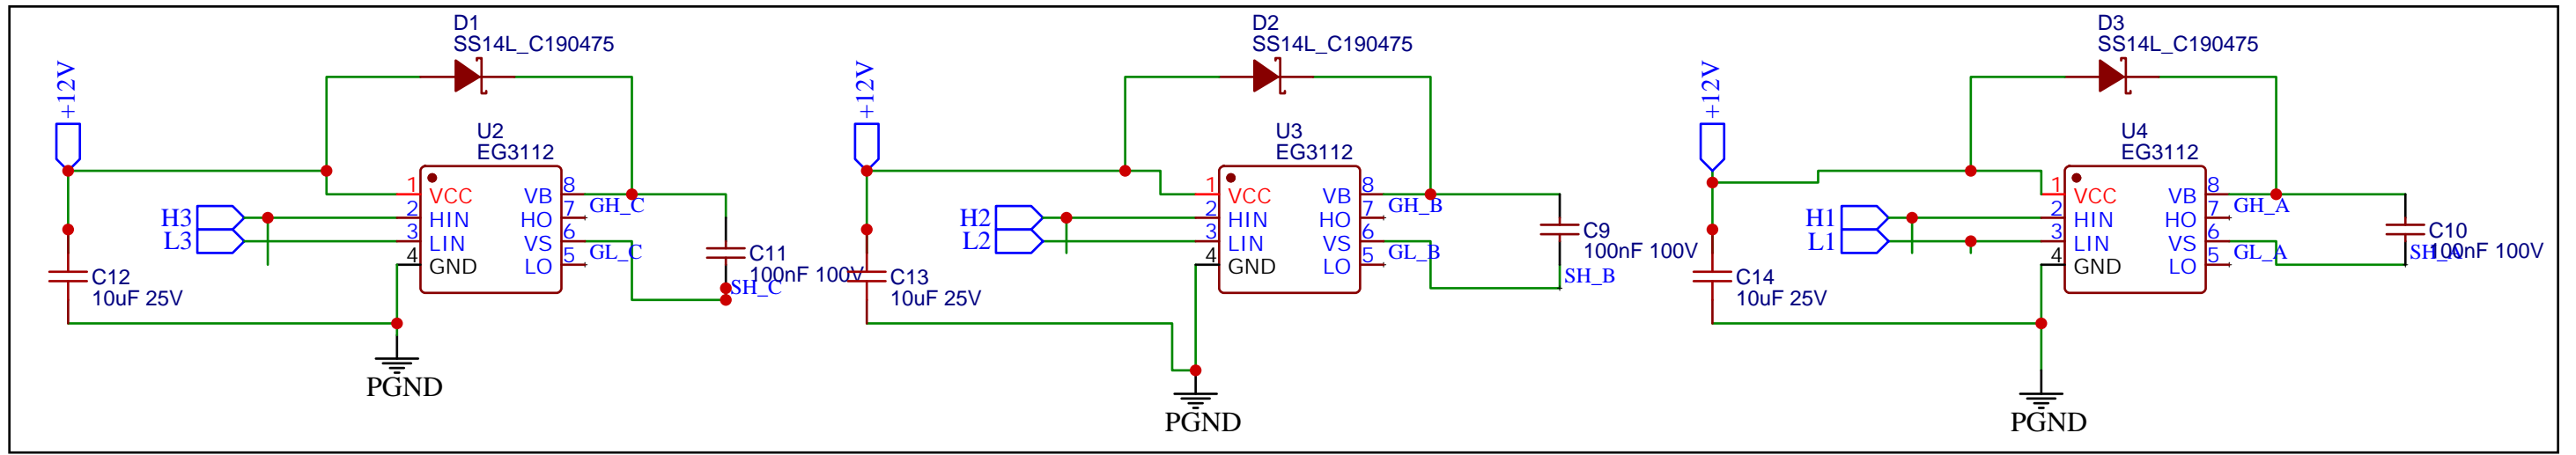 D1
SS14L_C190475
+12V
U2
EG3112
1 VCC VB 8
2 HIN HO 7 GH_C
3 LIN VS 6
4 GND LO 5 GL_C
H3
L3
C12
10uF 25V
C11
100nF 100V
SH_C
PGND
D2
SS14L_C190475
+12V
U3
EG3112
1 VCC VB 8
2 HIN HO 7 GH_B
3 LIN VS 6
4 GND LO 5 GL_B
H2
L2
C13
10uF 25V
C9
100nF 100V
SH_B
PGND
D3
SS14L_C190475
+12V
U4
EG3112
1 VCC VB 8
2 HIN HO 7 GH_A
3 LIN VS 6
4 GND LO 5 GL_A
H1
L1
C14
10uF 25V
C10
100nF 100V
SH_A
PGND